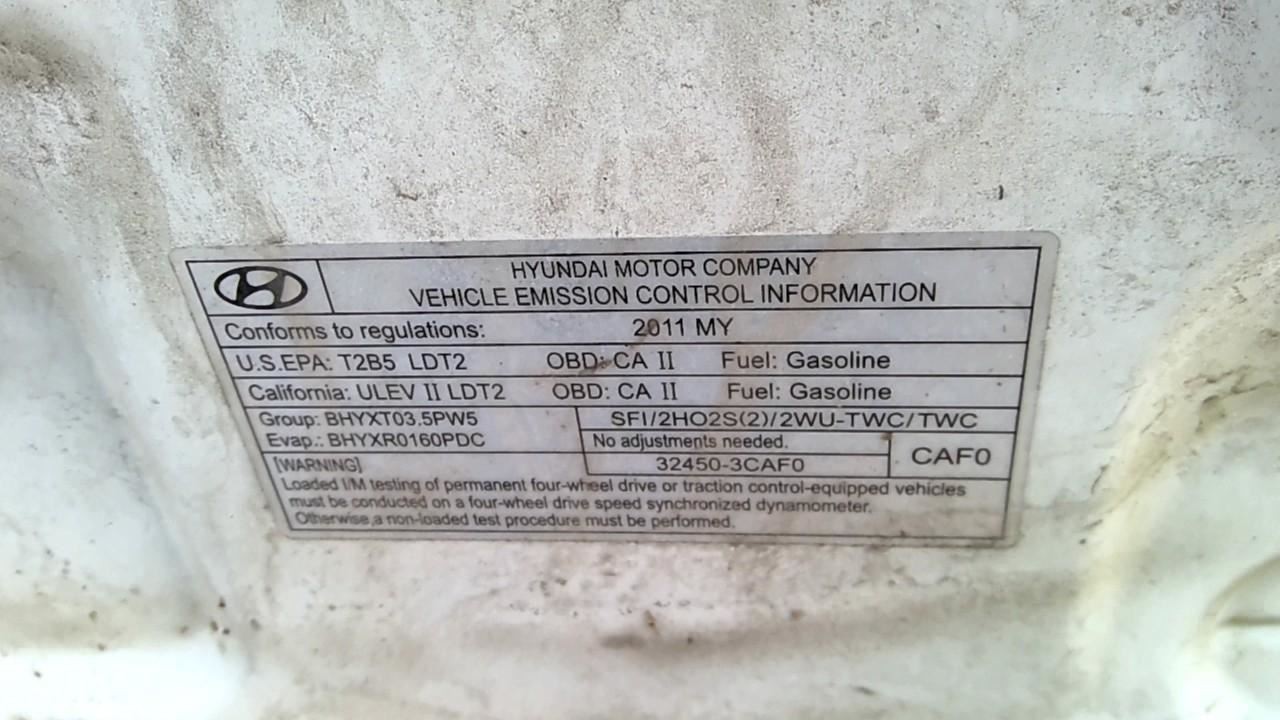 HYUNDAI MOTOR COMPANY
VEHICLE EMISSION CONTROL INFORMATION
Conforms to regulations: 2011 MY
U.S.EPA: T2B5 LDT2 OBD: CA II Fuel: Gasoline
California: ULEV II LDT2 OBD: CA II Fuel: Gasoline
Group: BHYXT03.5PW5
Evap.: BHYXR0160PDC
SFI/2HO2S(2)/2WU-TWC/TWC
No adjustments needed.
32450-3CAF0
CAF0
[WARNING]
Loaded I/M testing of permanent four-wheel drive or traction control-equipped vehicles
must be conducted on a four-wheel drive speed synchronized dynamometer.
Otherwise,a non-loaded test procedure must be performed.